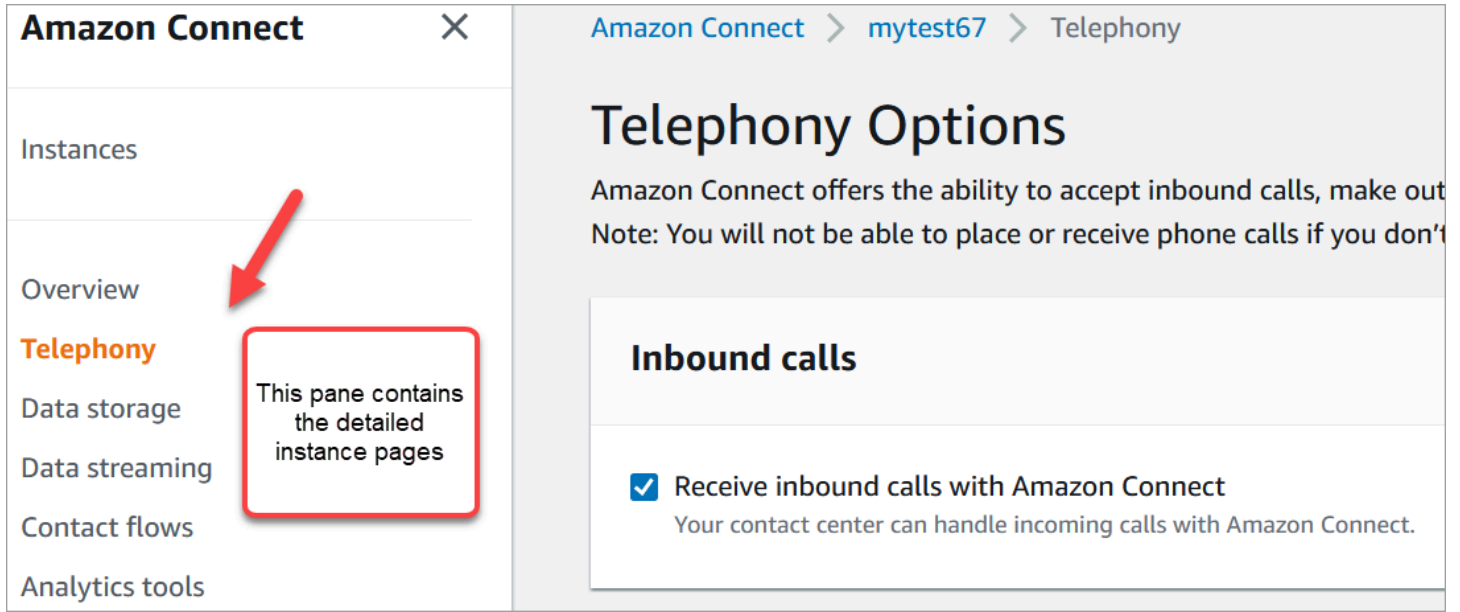 Amazon Connect
Instances
Overview
Telephony
Data storage
Data streaming
Contact flows
Analytics tools
This pane contains
the detailed
instance pages
Amazon Connect > mytest67 > Telephony
Telephony Options
Amazon Connect offers the ability to accept inbound calls, make out
Note: You will not be able to place or receive phone calls if you don't
Inbound calls
Receive inbound calls with Amazon Connect
Your contact center can handle incoming calls with Amazon Connect.